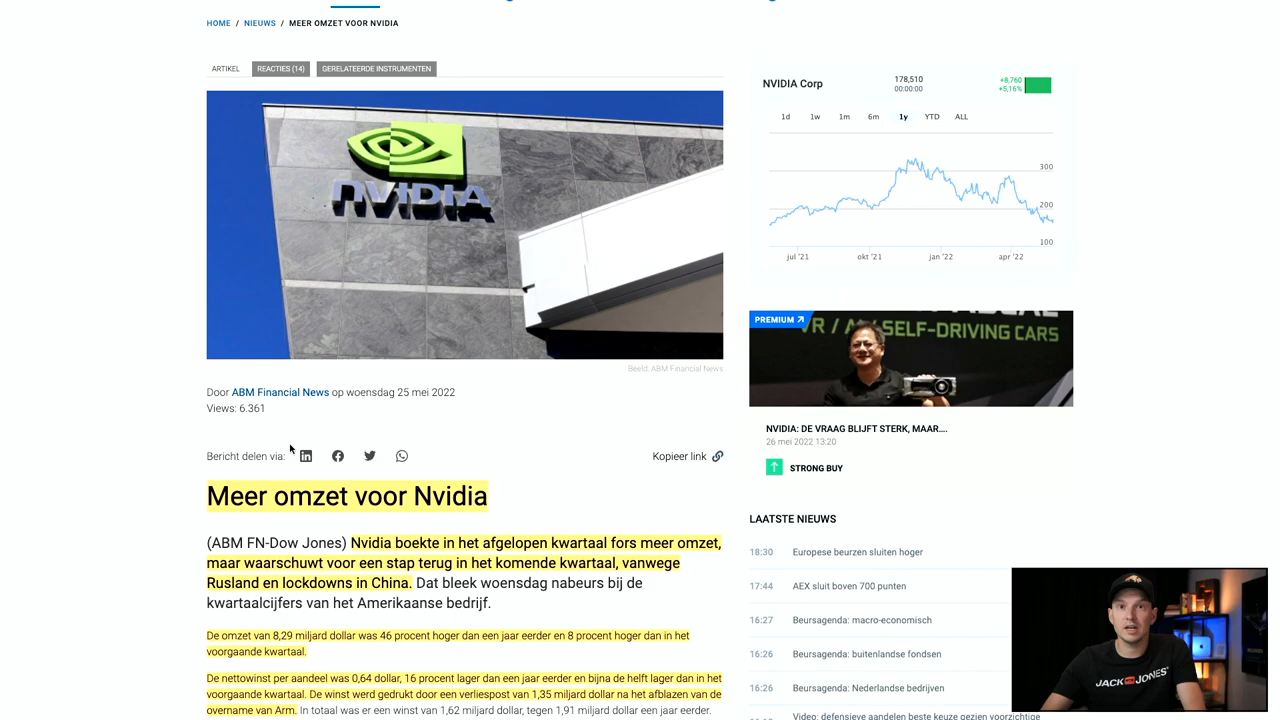 HOME / NIEUWS / MEER OMZET VOOR NVIDIA
ARTIKEL REACTIES (14) GERELATEERDE INSTRUMENTEN
NVIDIA
Beeld: ABM Financial News
Door ABM Financial News op woensdag 25 mei 2022
Views: 6.361
Bericht delen via: Kopieer link
Meer omzet voor Nvidia
(ABM FN-Dow Jones) Nvidia boekte in het afgelopen kwartaal fors meer omzet,
maar waarschuwt voor een stap terug in het komende kwartaal, vanwege
Rusland en lockdowns in China. Dat bleek woensdag nabeurs bij de
kwartaalcijfers van het Amerikaanse bedrijf.
De omzet van 8,29 miljard dollar was 46 procent hoger dan een jaar eerder en 8 procent hoger dan in het
voorgaande kwartaal.
De nettowinst per aandeel was 0,64 dollar, 16 procent lager dan een jaar eerder en bijna de helft lager dan in het
voorgaande kwartaal. De winst werd gedrukt door een verliespost van 1,35 miljard dollar na het afblazen van de
overname van Arm. In totaal was er een winst van 1,62 miljard dollar, tegen 1,91 miljard dollar een jaar eerder.
NVIDIA Corp 178,510 +8,760
00:00:00 +5,16%
1d 1w 1m 6m 1y YTD ALL
300
200
100
jul '21 okt '21 jan '22 apr '22
PREMIUM
VR / AI / SELF-DRIVING CARS
NVIDIA: DE VRAAG BLIJFT STERK, MAAR....
26 mei 2022 13:20
STRONG BUY
LAATSTE NIEUWS
18:30 Europese beurzen sluiten hoger
17:44 AEX sluit boven 700 punten
16:27 Beursagenda: macro-economisch
16:26 Beursagenda: buitenlandse fondsen
16:26 Beursagenda: Nederlandse bedrijven
Video: defensieve aandelen beste keuze gezien voortzichtige
JACK JONES